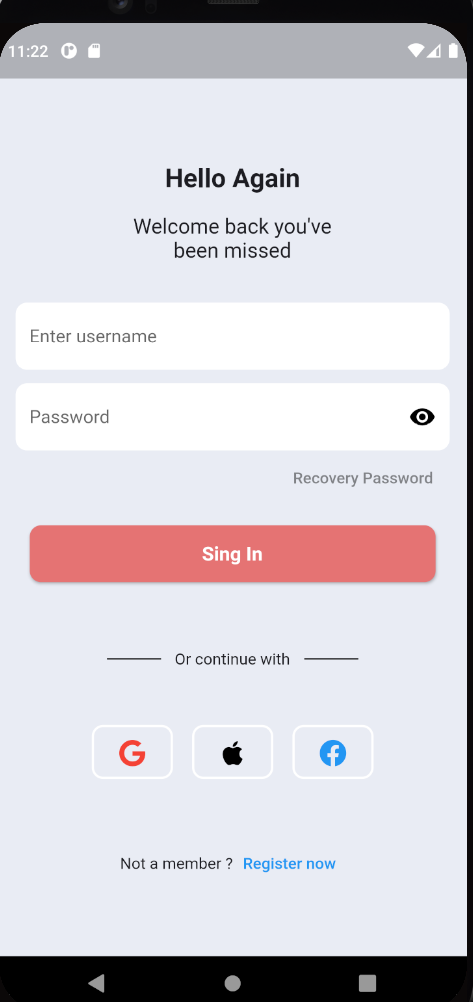 11:22
Hello Again
Welcome back you've
been missed
Enter username
Password
Recovery Password
Sing In
Or continue with
Not a member ? Register now